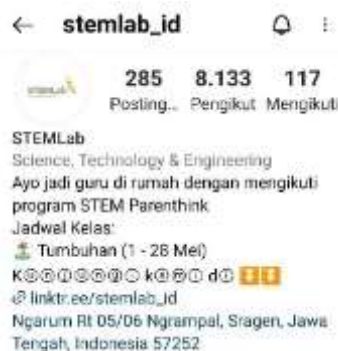 stemlab_id
285 8.133 117
Posting.. Pengikut Mengikuti
STEMLab
Science, Technology & Engineering
Ayo jadi guru di rumah dengan mengikuti
program STEM Parenthink
Jadwal Kelas:
Tumbuhan (1 - 28 Mei)
linktr.ee/stemlab_id
Ngarum Rt 05/06 Ngrampal, Sragen, Jawa
Tengah, Indonesia 57252